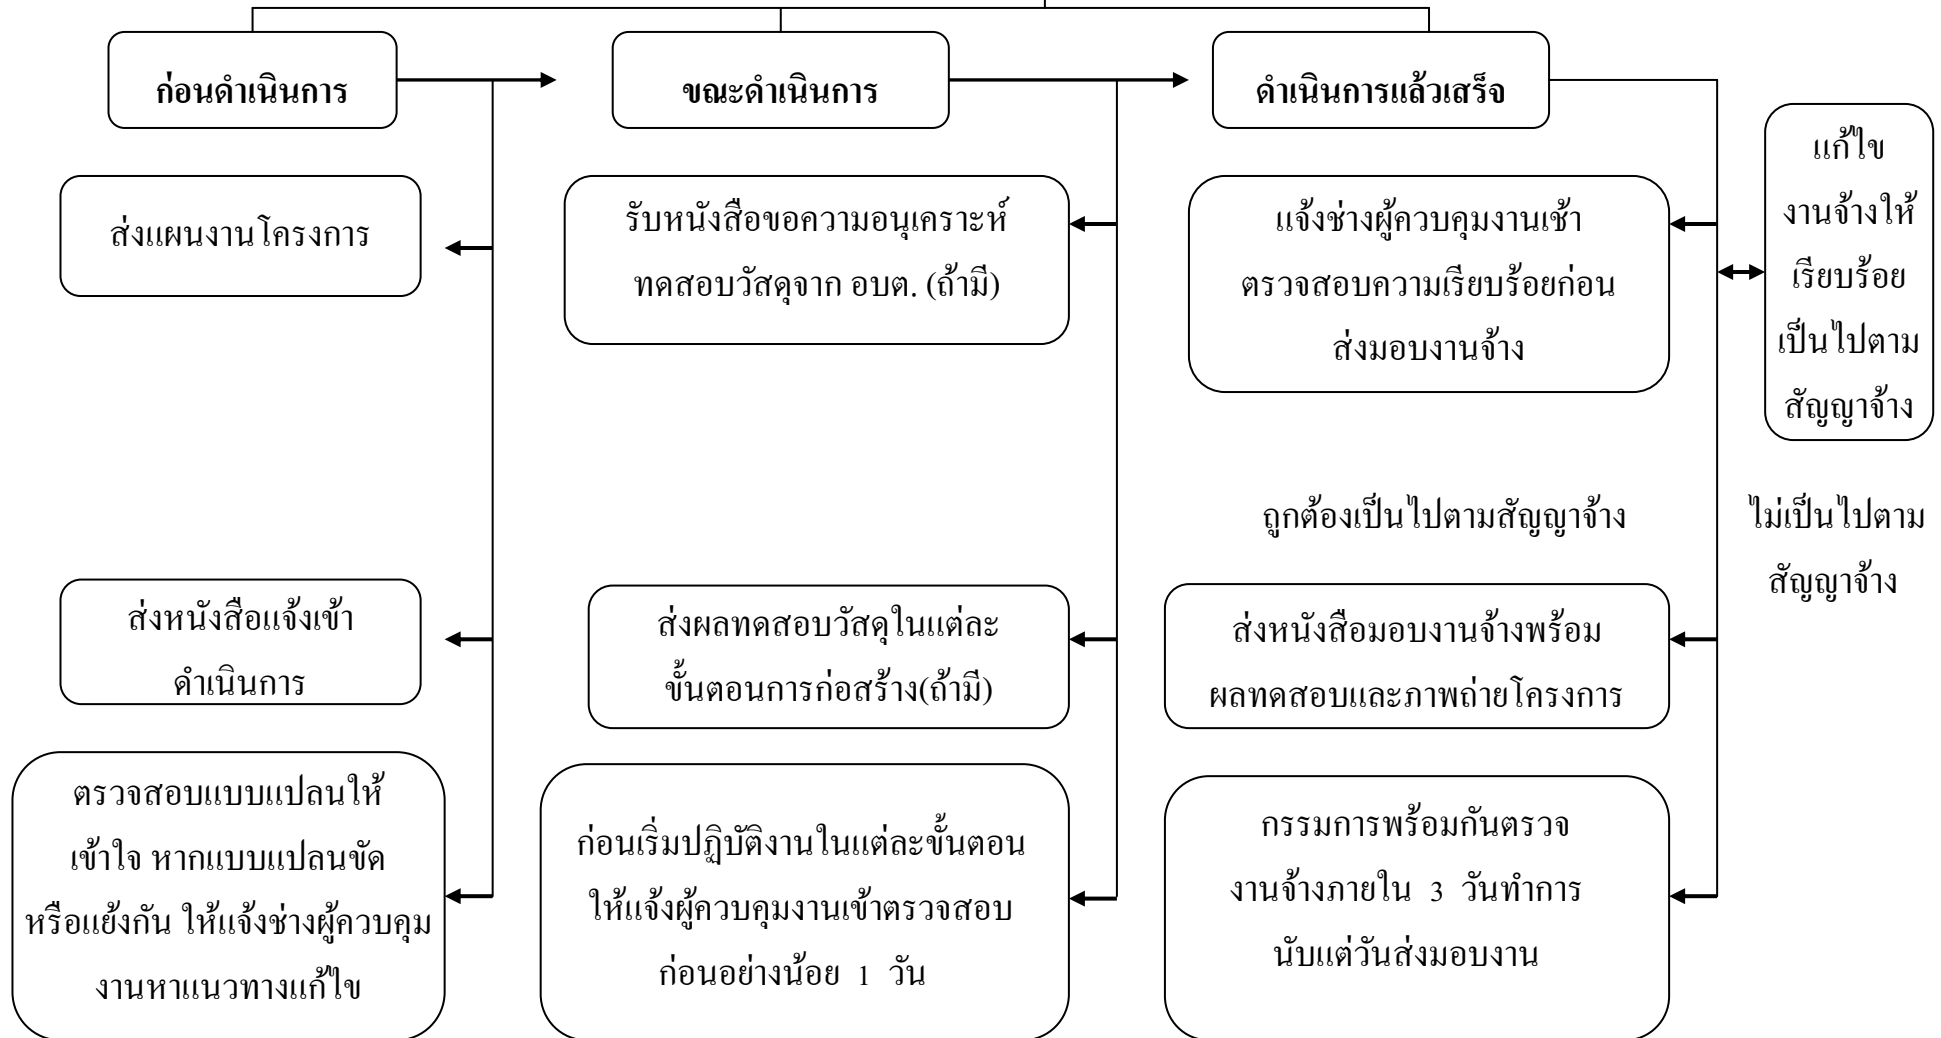 ก่อนดำเนินการ
ส่งแผนงานโครงการ
ส่งหนังสือแจ้งเข้า
ดำเนินการ
ตรวจสอบแบบแปลนให้
เข้าใจ หากแบบแปลนขัด
หรือแย้งกัน ให้แจ้งช่างผู้ควบคุม
งานหาแนวทางแก้ไข
ขณะดำเนินการ
รับหนังสือขอความอนุเคราะห์
ทดสอบวัสดุจาก อบต. (ถ้ามี)
ส่งผลทดสอบวัสดุในแต่ละ
ขั้นตอนการก่อสร้าง(ถ้ามี)
ก่อนเริ่มปฏิบัติงานในแต่ละขั้นตอน
ให้แจ้งผู้ควบคุมงานเข้าตรวจสอบ
ก่อนอย่างน้อย 1 วัน
ดำเนินการแล้วเสร็จ
แจ้งช่างผู้ควบคุมงานเช้า
ตรวจสอบความเรียบร้อยก่อน
ส่งมอบงานจ้าง
ถูกต้องเป็นไปตามสัญญาจ้าง
ส่งหนังสือมอบงานจ้างพร้อม
ผลทดสอบและภาพถ่ายโครงการ
กรรมการพร้อมกันตรวจ
งานจ้างภายใน 3 วันทำการ
นับแต่วันส่งมอบงาน
แก้ไข
งานจ้างให้
เรียบร้อย
เป็นไปตาม
สัญญาจ้าง
ไม่เป็นไปตาม
สัญญาจ้าง